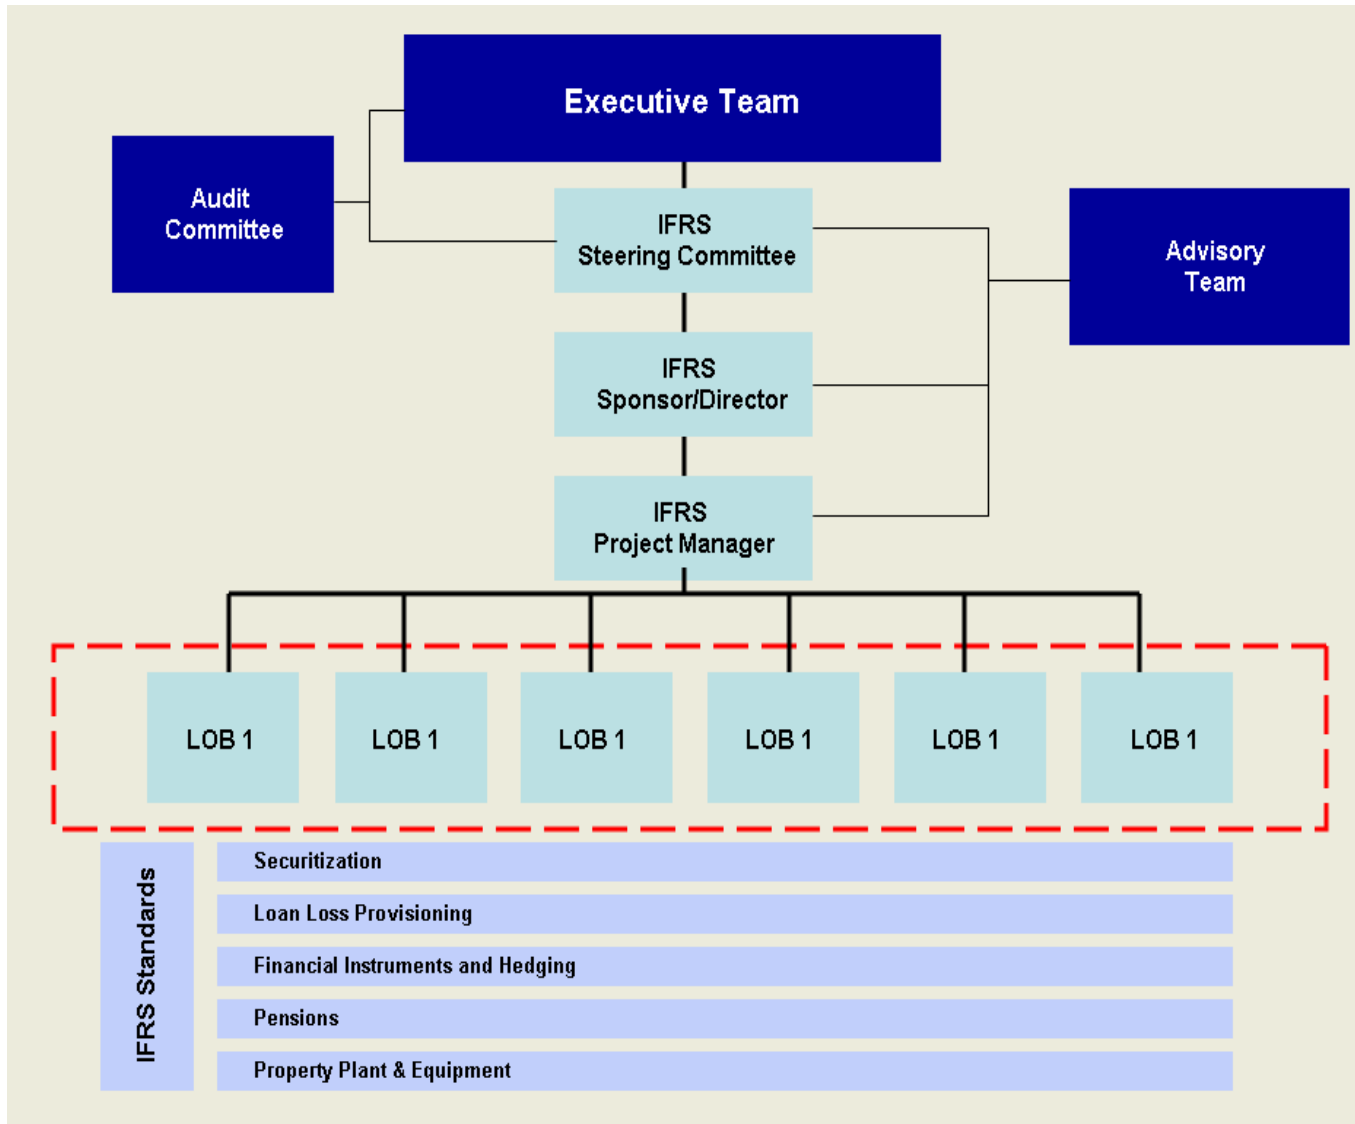 Executive Team
Audit
Committee
IFRS
Steering Committee
Advisory
Team
IFRS
Sponsor/Director
IFRS
Project Manager
LOB 1
LOB 1
LOB 1
LOB 1
LOB 1
LOB 1
IFRS Standards
Securitization
Loan Loss Provisioning
Financial Instruments and Hedging
Pensions
Property Plant & Equipment